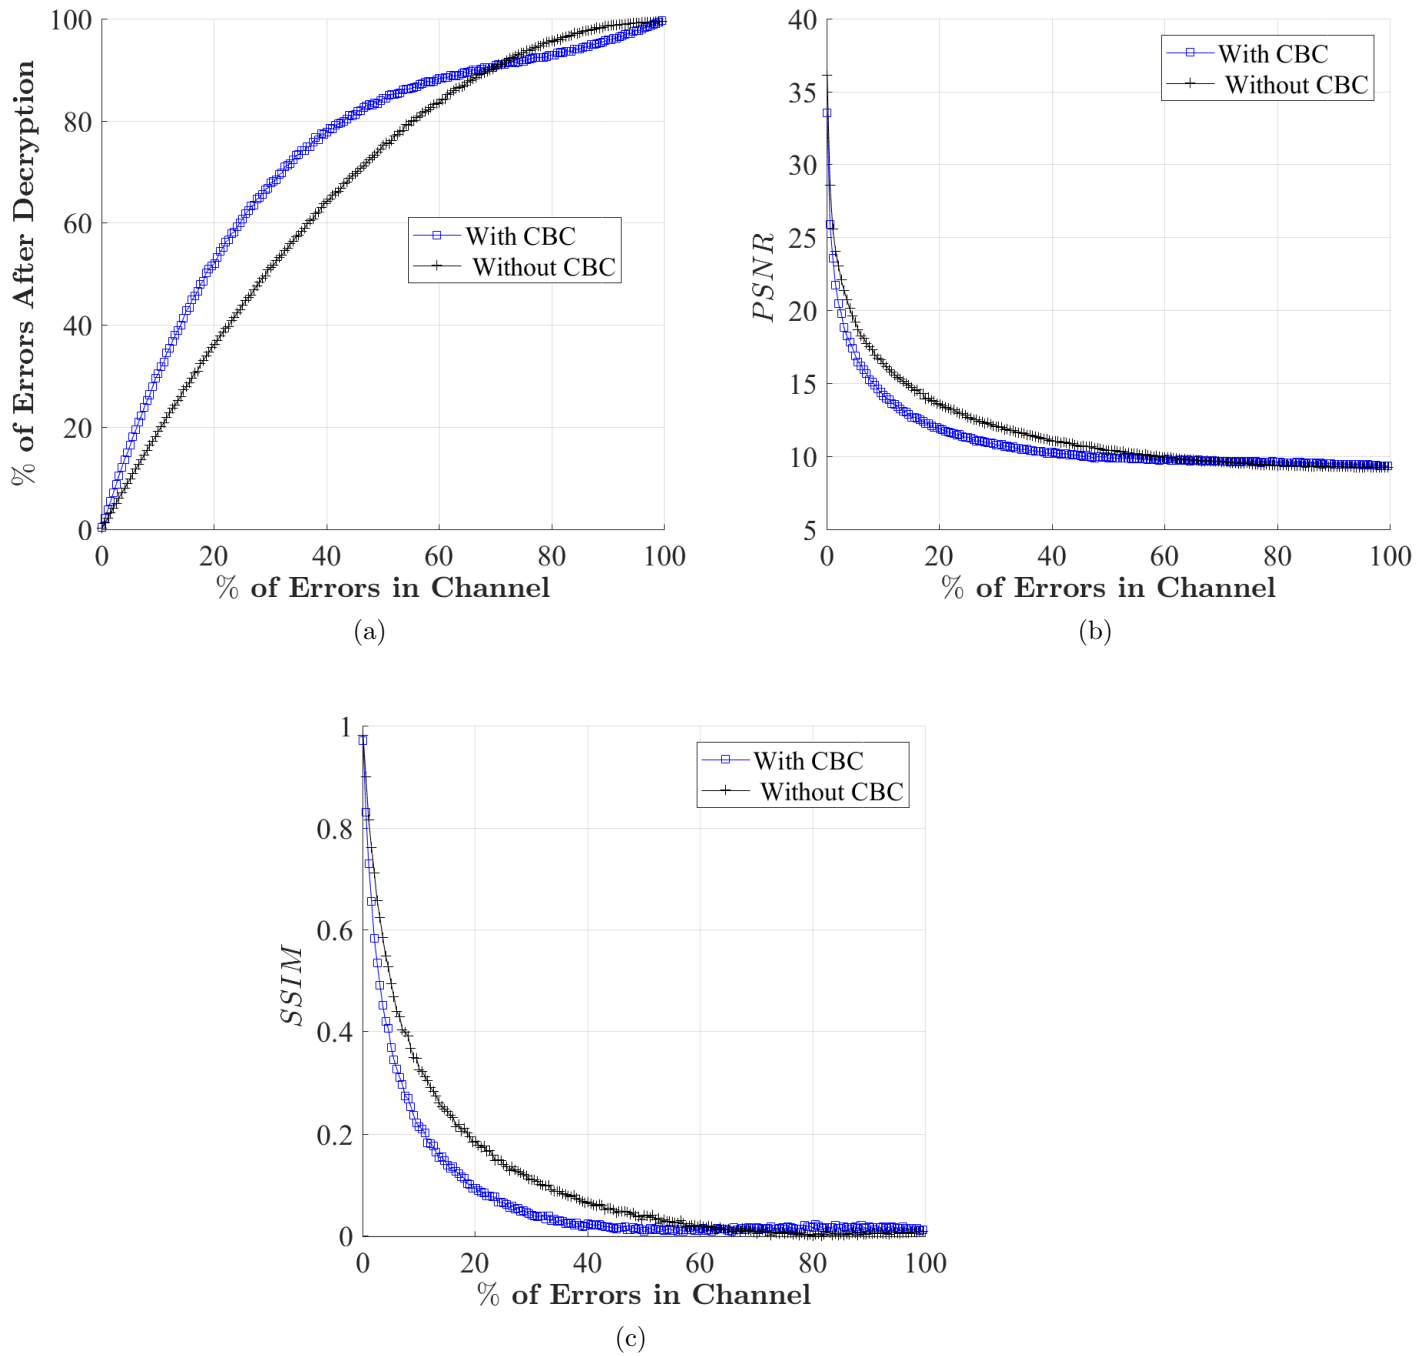 100
80
60
40
20
0
0 20 40 60 80 100
% of Errors After Decryption
% of Errors in Channel
With CBC
Without CBC
(a)
40
35
30
25
20
15
10
5
0 20 40 60 80 100
PSNR
% of Errors in Channel
With CBC
Without CBC
(b)
1
0.8
0.6
0.4
0.2
0
0 20 40 60 80 100
SSIM
% of Errors in Channel
With CBC
Without CBC
(c)